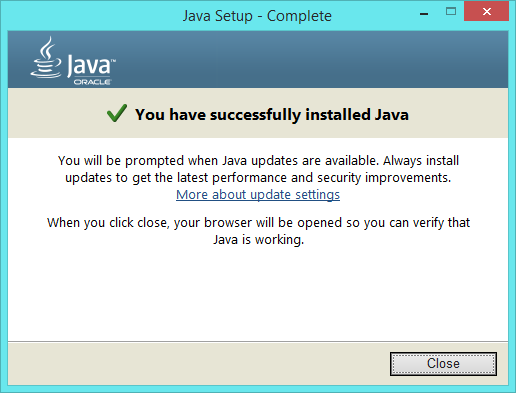 Java Setup - Complete
Java™
ORACLE
You have successfully installed Java
You will be prompted when Java updates are available. Always install
updates to get the latest performance and security improvements.
More about update settings
When you click close, your browser will be opened so you can verify that
Java is working.
Close